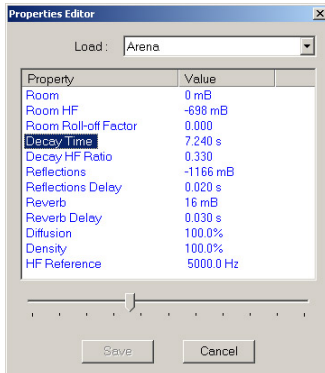 Properties Editor
Load: Arena
Property Value
Room 0 mB
Room HF -698 mB
Room Roll-off Factor 0.000
Decay Time 7.240 s
Decay HF Ratio 0.330
Reflections -1166 mB
Reflections Delay 0.020 s
Reverb 16 mB
Reverb Delay 0.030 s
Diffusion 100.0%
Density 100.0%
HF Reference 5000.0 Hz
Save Cancel